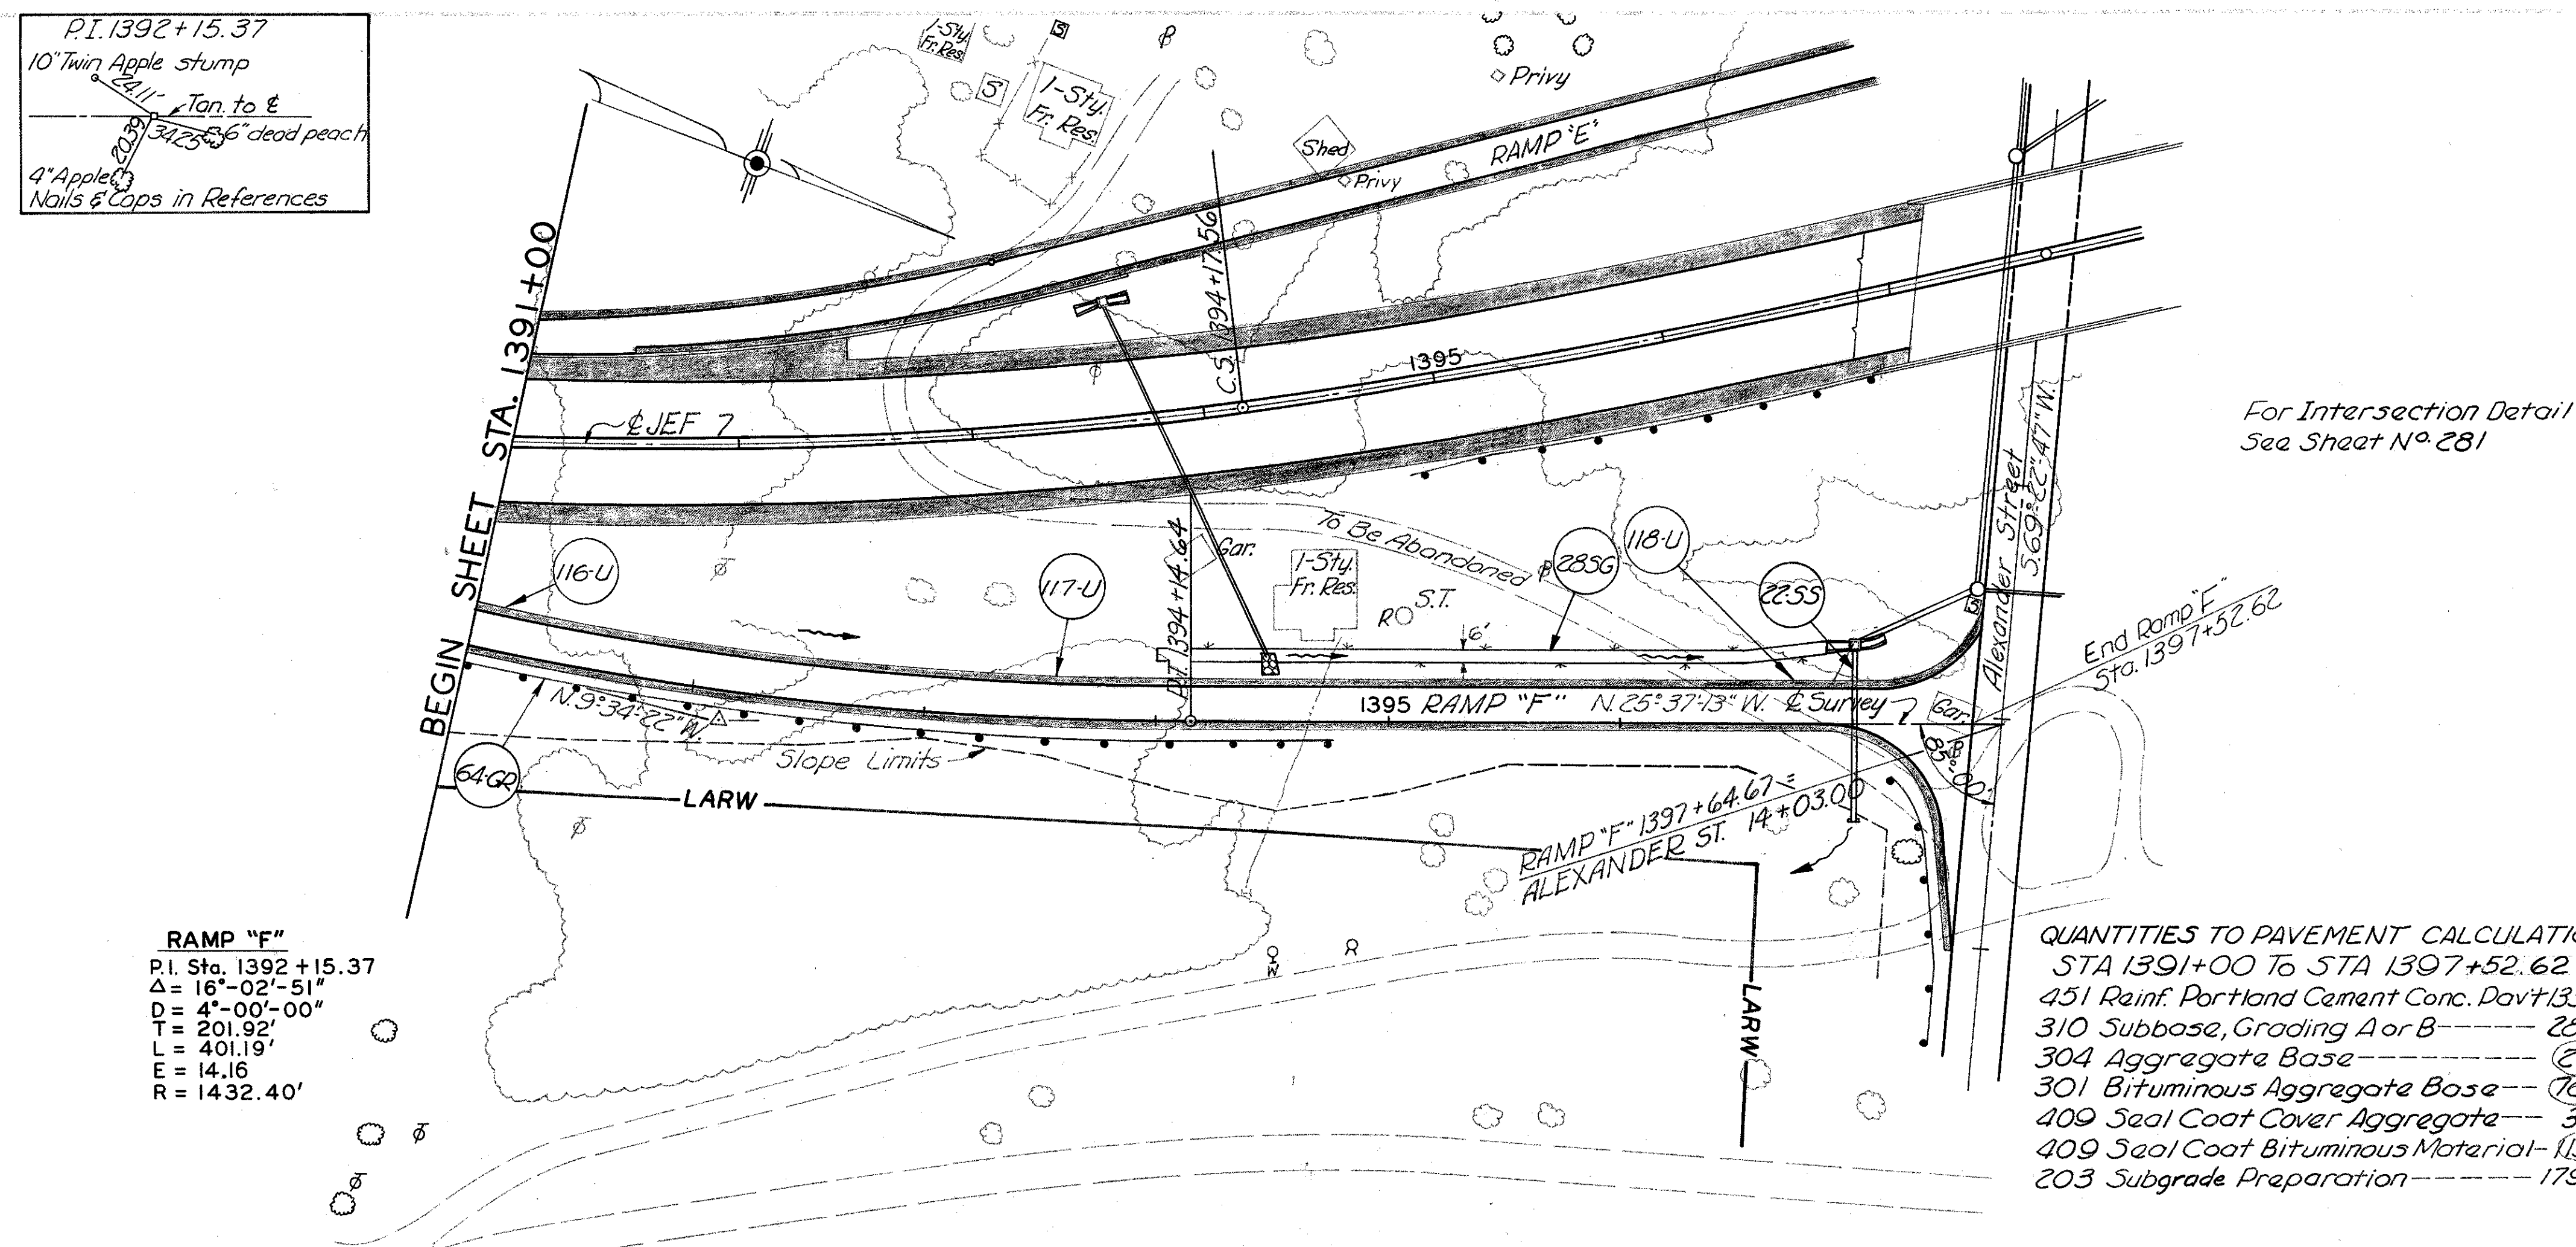 P.I. 1392+15.37
10" Twin Apple stump
24.11'
Tan. to ℄
20.39
34.25
6" dead peach
4" Apple
Nails & Caps in References
1-Sty.
Fr. Res.
S
S
1-Sty.
Fr. Res.
Privy
Shed
Privy
RAMP "E"
BEGIN SHEET STA. 1391+00
C.S. 1394+17.56
1395
℄ JEF 7
For Intersection Detail
See Sheet Nº 281
Alexander Street
S.69°-22'-47" W.
To Be Abandoned
116-U
117-U
P.T. 1394+14.64
Gar.
1-Sty.
Fr. Res.
R
S.T.
28SG
118-U
22-SS
6'
S
End Ramp "F"
Sta. 1397+52.62
1395 RAMP "F" N.25°-37'-13" W. ℄ Survey
Gar.
85°-00'
N.9°-34'-22" W.
Slope Limits
64-GR
LARW
RAMP "F" 1397+64.67 =
ALEXANDER ST. 14+03.00
W
R
LARW
RAMP "F"
P.I. Sta. 1392+15.37
Δ = 16°-02'-51"
D = 4°-00'-00"
T = 201.92'
L = 401.19'
E = 14.16
R = 1432.40'
QUANTITIES TO PAVEMENT
STA 1391+00 To STA 1397+52.62
451 Reinf. Portland Cement Conc. Pav't
310 Subbase, Grading A or B-----
304 Aggregate Base---------
301 Bituminous Aggregate Base--
409 Seal Coat Cover Aggregate--
409 Seal Coat Bituminous Material-
203 Subgrade Preparation------